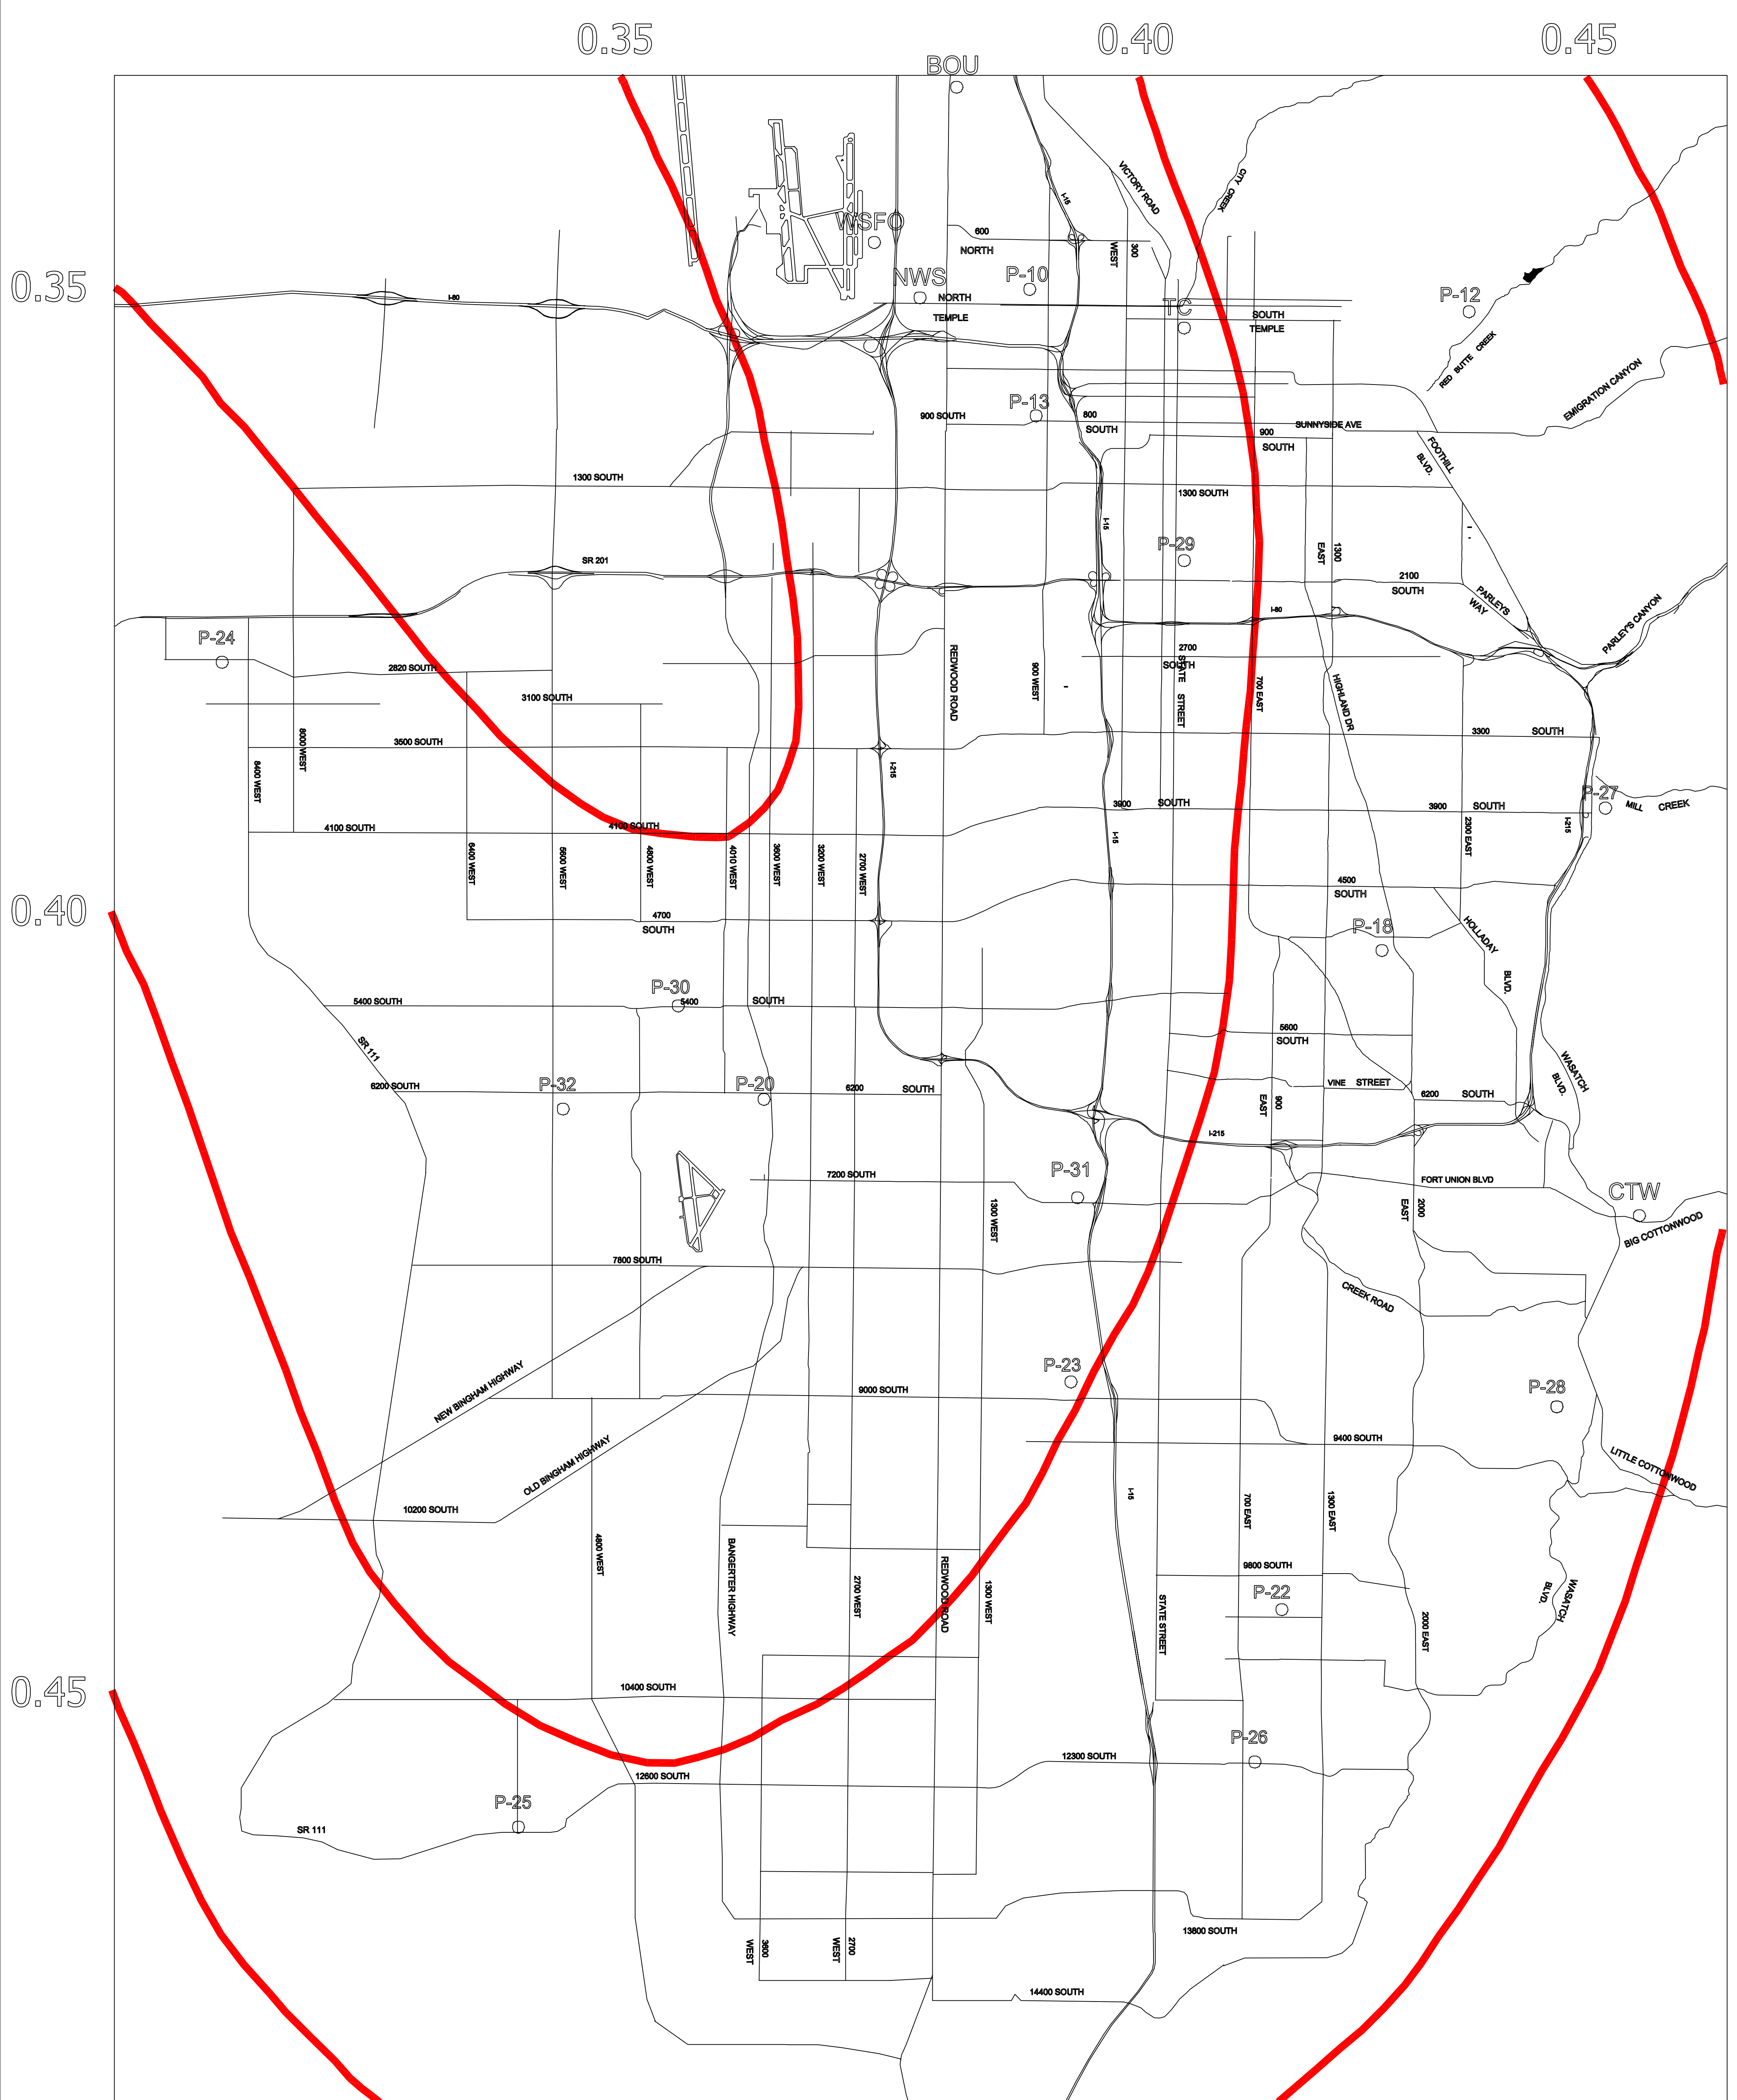 0.35
0.40
0.45
BOU
VICTORY ROAD
CITY CREEK
I-15
WSFO
600
NORTH
300
WEST
0.35
I-80
NWS
NORTH
TEMPLE
P-10
TC
SOUTH
TEMPLE
P-12
RED BUTTE CREEK
EMIGRATION CANYON
P-13
900 SOUTH
800
SOUTH
900
SOUTH
SUNNYSIDE AVE
FOOTHILL
BLVD.
1300 SOUTH
1300 SOUTH
I-15
P-29
1300
EAST
SR 201
2100
SOUTH
PARLEYS
WAY
I-80
PARLEY'S CANYON
P-24
2820 SOUTH
3100 SOUTH
REDWOOD ROAD
900 WEST
2700
SOUTH
STATE STREET
700 EAST
HIGHLAND DR
3500 SOUTH
8000 WEST
8400 WEST
I-215
3300 SOUTH
3900 SOUTH
3900 SOUTH
P-27
MILL CREEK
4100 SOUTH
4100 SOUTH
6400 WEST
5600 WEST
4800 WEST
4010 WEST
3600 WEST
3200 WEST
2700 WEST
I-15
2300 EAST
I-215
0.40
4700
SOUTH
4500
SOUTH
P-18
HOLLADAY
BLVD.
P-30
5400 SOUTH
5400 SOUTH
SR 111
5600
SOUTH
WASATCH
BLVD.
P-32
P-20
6200 SOUTH
6200 SOUTH
VINE STREET
6200 SOUTH
900
EAST
I-215
P-31
7200 SOUTH
1300 WEST
FORT UNION BLVD
2000
EAST
CTW
BIG COTTONWOOD
7800 SOUTH
CREEK ROAD
P-23
P-28
NEW BINGHAM HIGHWAY
9000 SOUTH
9400 SOUTH
OLD BINGHAM HIGHWAY
LITTLE COTTONWOOD
10200 SOUTH
I-15
700 EAST
1300 EAST
4800 WEST
BANGERTER HIGHWAY
2700 WEST
REDWOOD ROAD
1300 WEST
9800 SOUTH
P-22
STATE STREET
2000 EAST
WASATCH
BLVD.
0.45
10400 SOUTH
P-26
12300 SOUTH
12600 SOUTH
P-25
SR 111
13800 SOUTH
3600
WEST
2700
WEST
14400 SOUTH